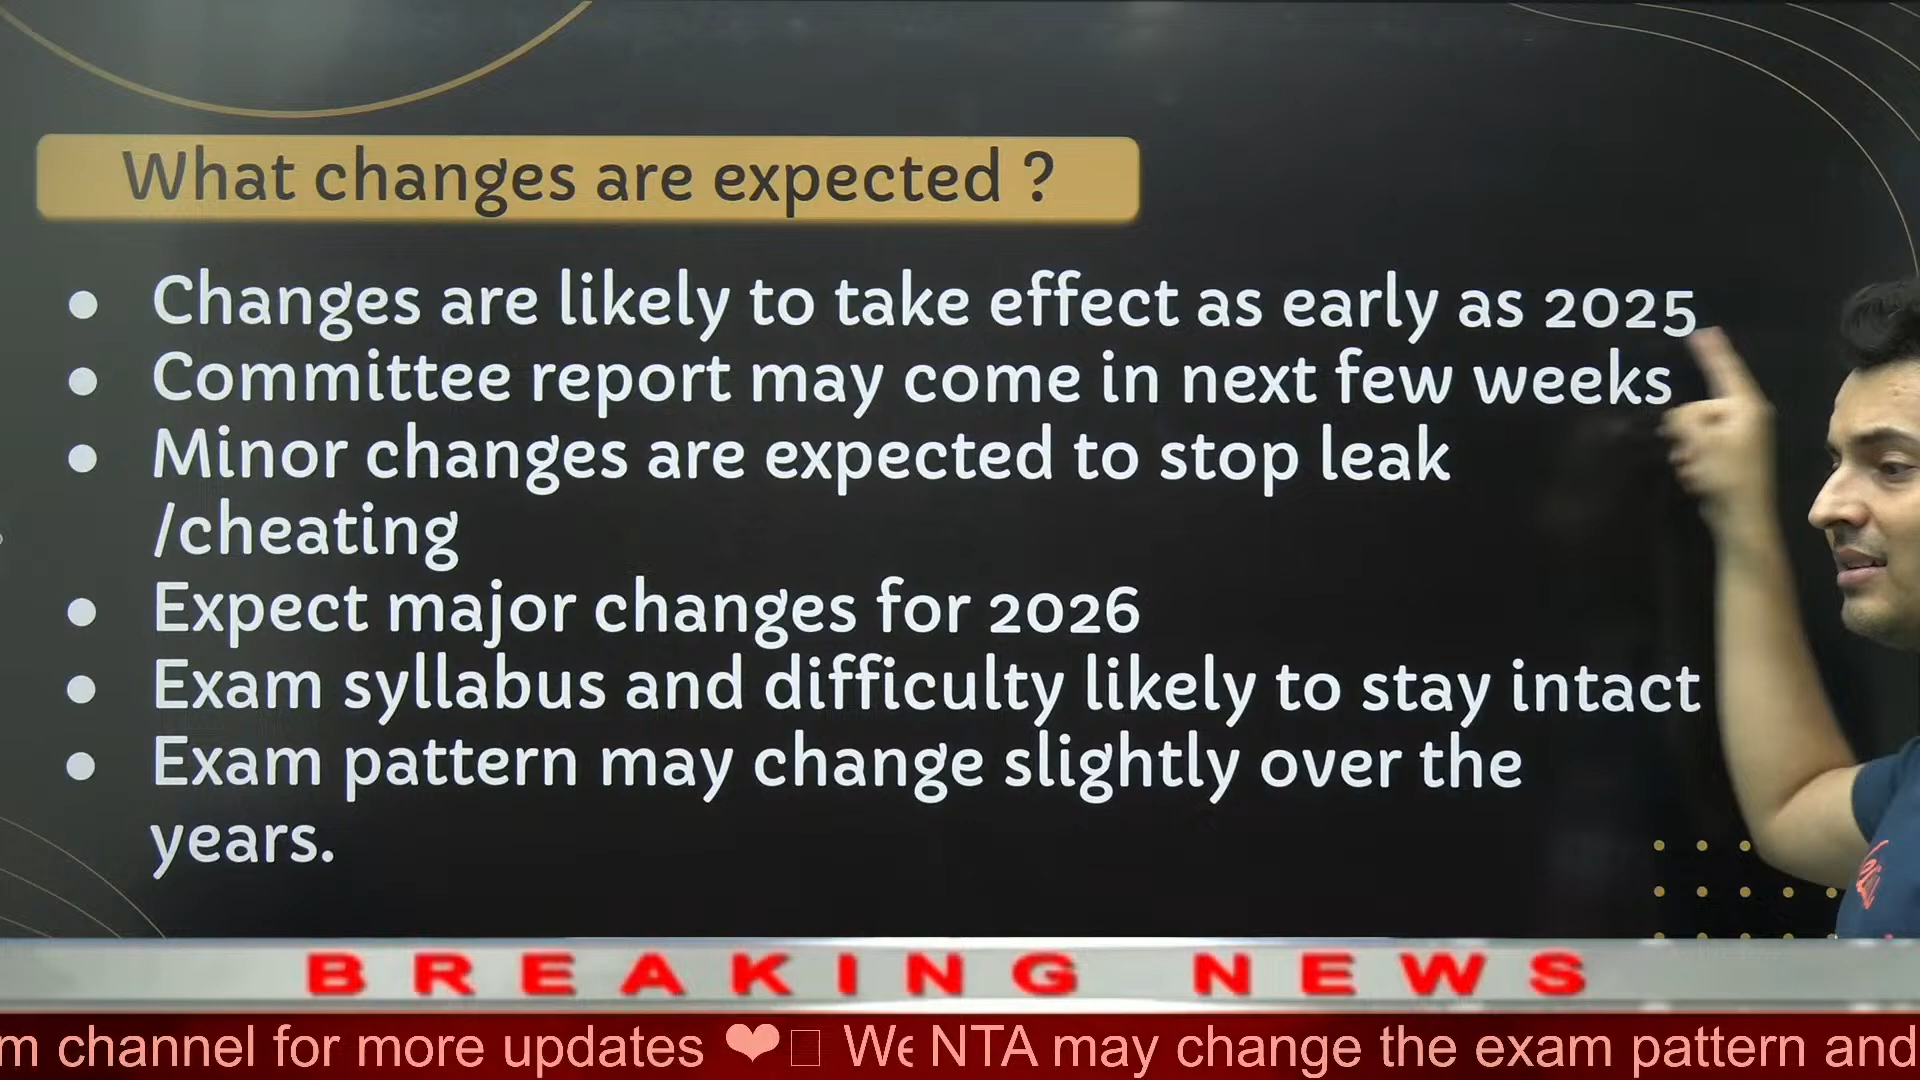 What changes are expected ?
● Changes are likely to take effect as early as 2025
● Committee report may come in next few weeks
● Minor changes are expected to stop leak
/cheating
● Expect major changes for 2026
● Exam syllabus and difficulty likely to stay intact
● Exam pattern may change slightly over the
years.
BREAKING NEWS
m channel for more updates ❤ We NTA may change the exam pattern and